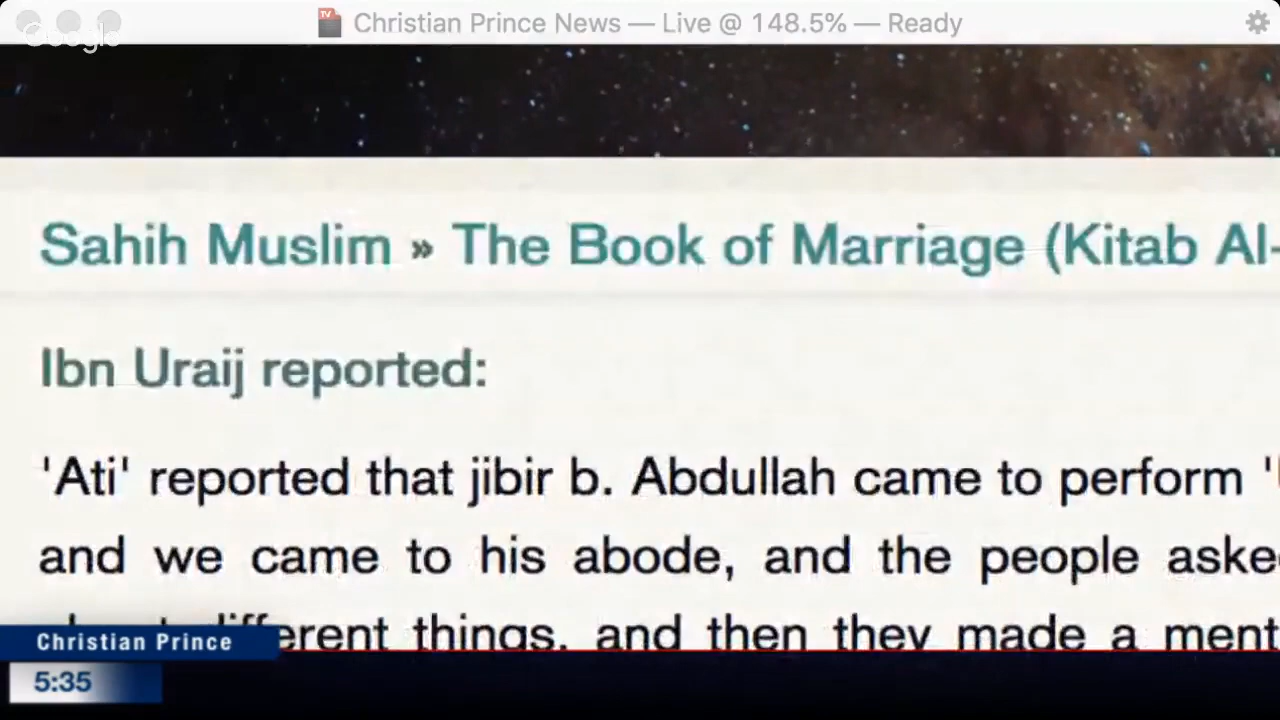 Christian Prince News — Live @ 148.5% — Ready
Google
Sahih Muslim » The Book of Marriage (Kitab Al-
Ibn Uraij reported:
'Ati' reported that jibir b. Abdullah came to perform
and we came to his abode, and the people aske
different things, and then they made a ment
Christian Prince
5:35